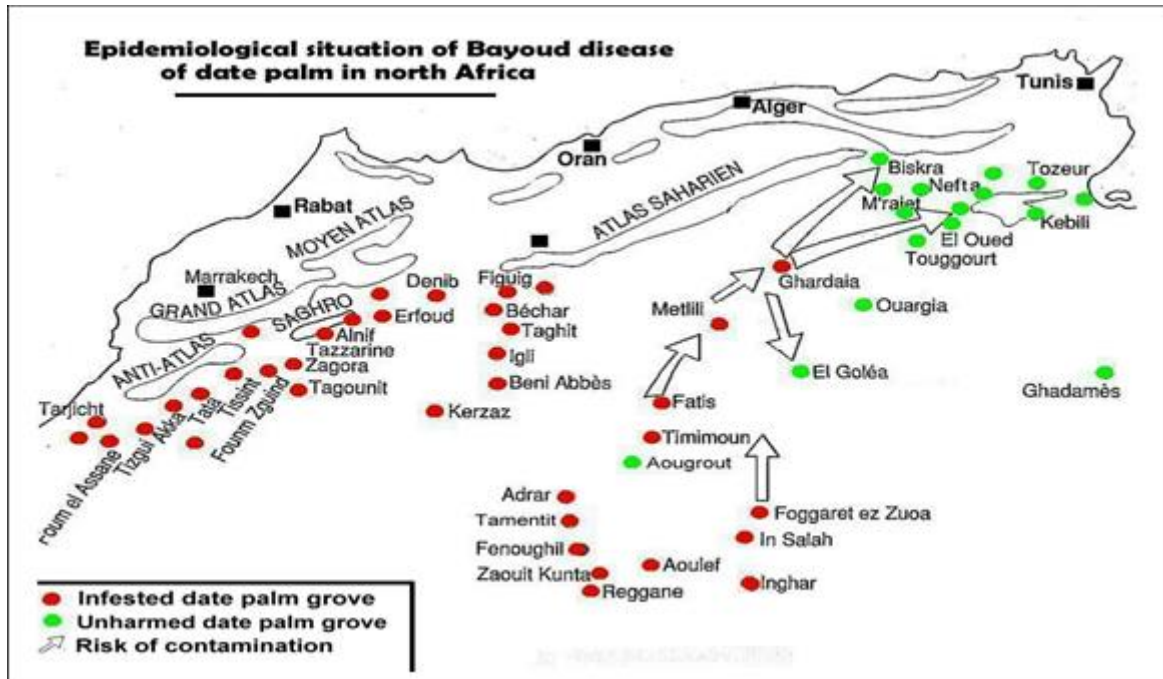 Epidemiological situation of Bayoud disease
of date palm in north Africa
Tunis
Alger
Oran
Biskra
Tozeur
Nefta
M'raiet
Rabat
Kebili
El Oued
Touggourt
MOYEN ATLAS
ATLAS SAHARIEN
Marrakech
Denib
Figuig
Ghardaia
GRAND ATLAS
SAGHRO
Erfoud
Béchar
Ouargia
Metlili
Alnif
Taghit
Tazzarine
ANTI-ATLAS
Zagora
Igli
El Goléa
Ghadamès
Tagounit
Beni Abbès
Tarjicht
Tissint
Tata
Akka
Tizgui
Founm Zguind
Kerzaz
Fatis
Timimoun
Aougrout
el Assane
Adrar
Foggaret ez Zuoa
Tamentit
In Salah
Fenoughil
Aoulef
Zaouit Kunta
Inghar
Reggane
Infested date palm grove
Unharmed date palm grove
Risk of contamination